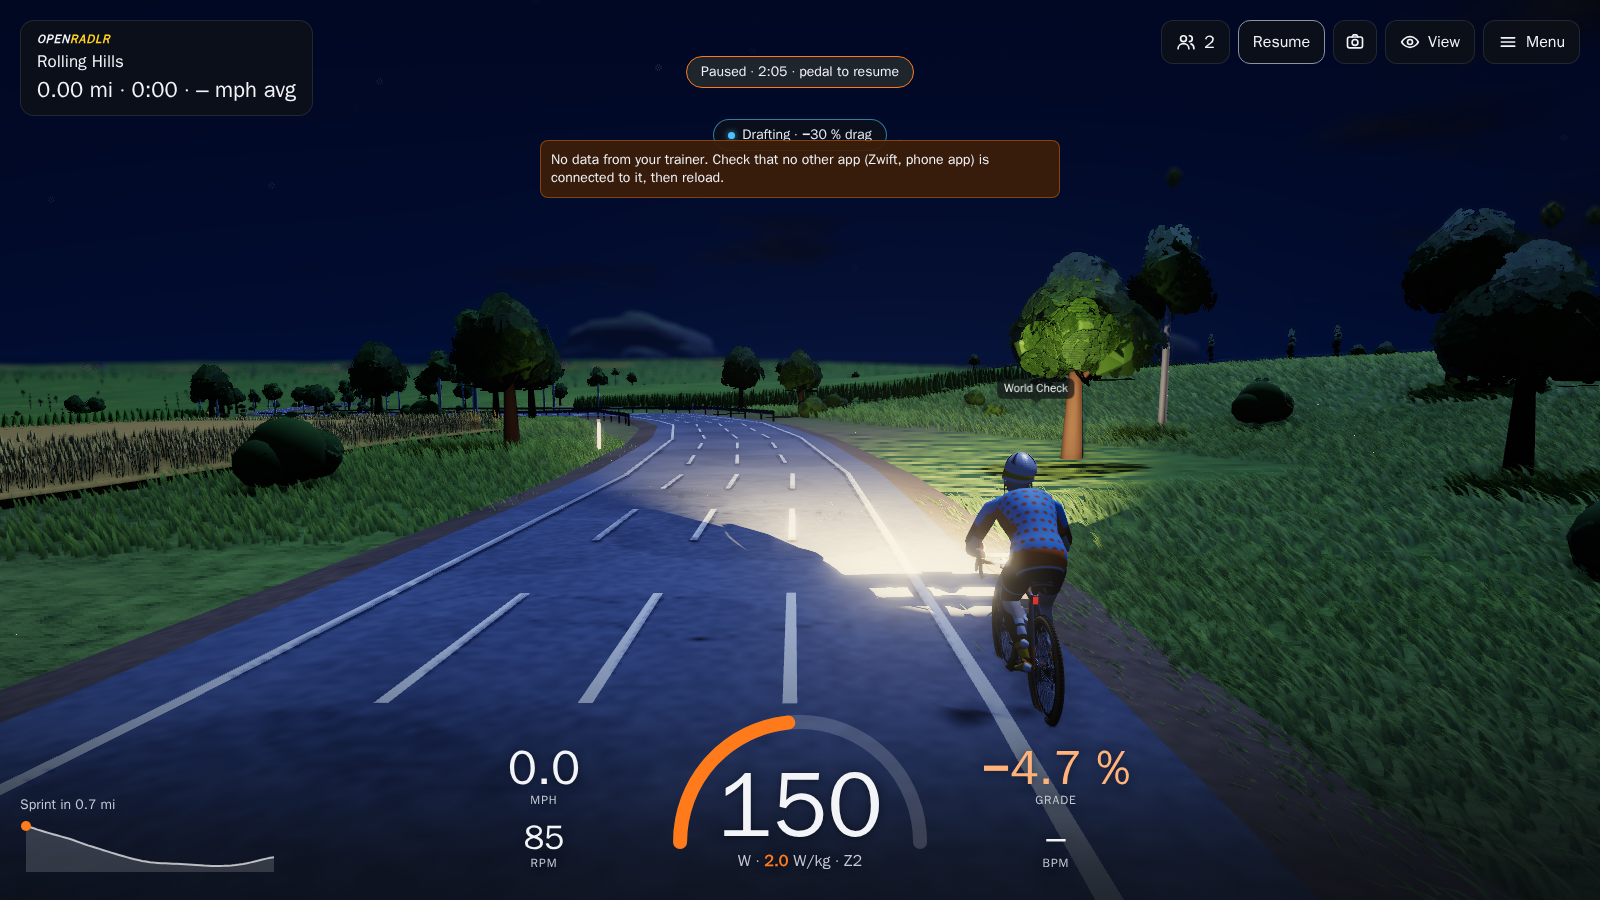 OPENRADLR
Rolling Hills
0.00 mi · 0:00 · – mph avg
2
Resume
View
Menu
Paused · 2:05 · pedal to resume
Drafting · −30 % drag
No data from your trainer. Check that no other app (Zwift, phone app) is
connected to it, then reload.
World Check
0.0
MPH
85
RPM
150
W · 2.0 W/kg · Z2
−4.7 %
GRADE
–
BPM
Sprint in 0.7 mi